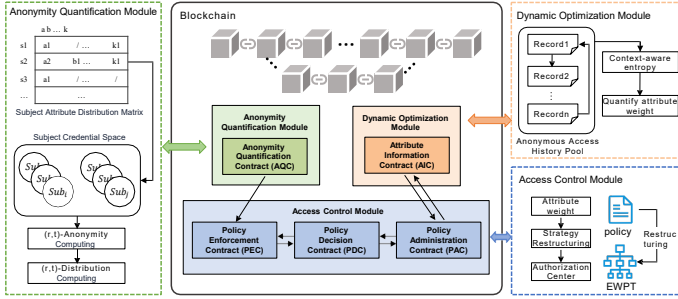 Anonymity Quantification Module
a b … k
s1 a1 / … k1
s2 a2 b1 … k1
s3 a1 / … /
… …
Subject Attribute Distribution Matrix
Subject Credential Space
Sub
Sub
Subi
Sub
Sub
Subj
(r,t)-Anonymity
Computing
(r,t)-Distribution
Computing
Blockchain
Anonymity
Quantification Module
Anonymity
Quantification
Contract (AQC)
Dynamic Optimization
Module
Attribute
Information
Contract (AIC)
Access Control Module
Policy
Enforcement
Contract (PEC)
Policy
Decision
Contract (PDC)
Policy
Administration
Contract (PAC)
Dynamic Optimization Module
Record1
Record2
⋮
Recordn
Anonymous Access
History Pool
Context-aware
entropy
Quantify attribute
weight
Access Control Module
Attribute
weight
Strategy
Restructuring
Authorization
Center
policy
Restruc
turing
EWPT